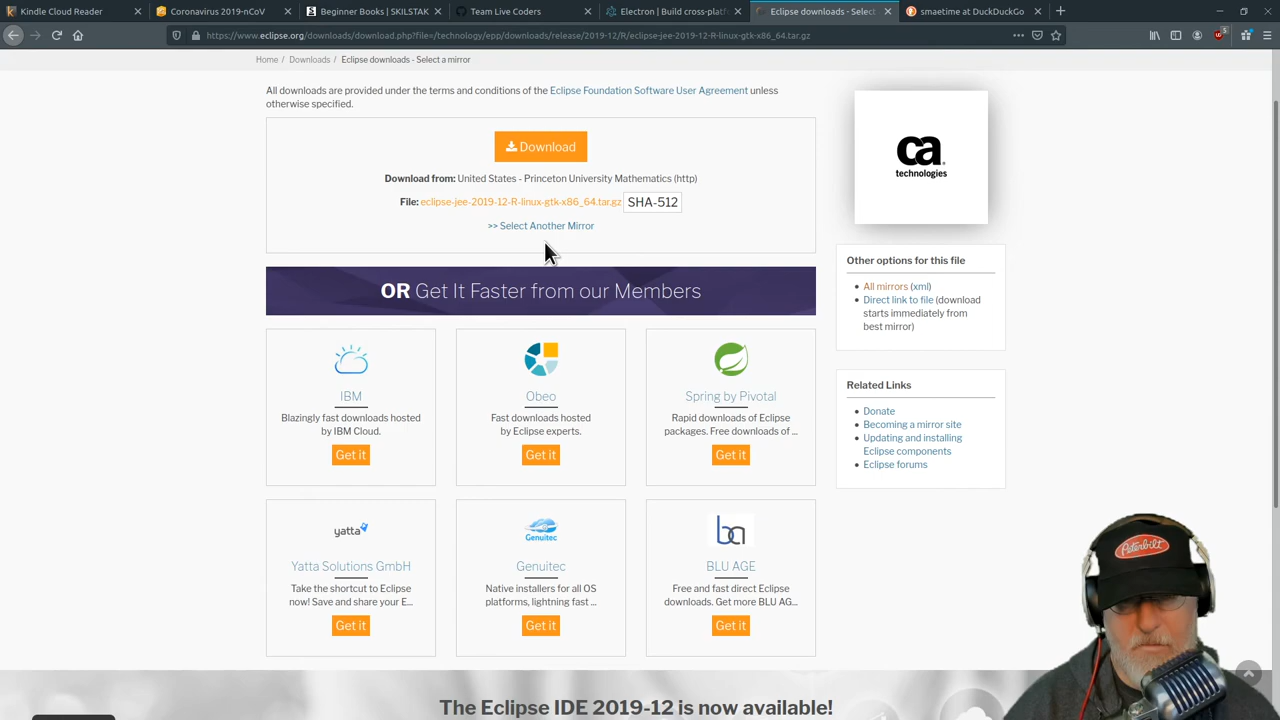 Kindle Cloud Reader
Coronavirus 2019-nCoV
Beginner Books | SKILSTAK
Team Live Coders
Electron | Build cross-platf
Eclipse downloads - Select
smaetime at DuckDuckGo
https://www.eclipse.org/downloads/download.php?file=/technology/epp/downloads/release/2019-12/R/eclipse-jee-2019-12-R-linux-gtk-x86_64.tar.gz
5
Home / Downloads / Eclipse downloads - Select a mirror
All downloads are provided under the terms and conditions of the Eclipse Foundation Software User Agreement unless
otherwise specified.
Download
Download from: United States - Princeton University Mathematics (http)
File: eclipse-jee-2019-12-R-linux-gtk-x86_64.tar.gz SHA-512
>> Select Another Mirror
OR Get It Faster from our Members
IBM
Blazingly fast downloads hosted
by IBM Cloud.
Get it
Obeo
Fast downloads hosted
by Eclipse experts.
Get it
Spring by Pivotal
Rapid downloads of Eclipse
packages. Free downloads of ...
Get it
yatta
Yatta Solutions GmbH
Take the shortcut to Eclipse
now! Save and share your E...
Get it
Genuitec
Genuitec
Native installers for all OS
platforms, lightning fast ...
Get it
ba
BLU AGE
Free and fast direct Eclipse
downloads. Get more BLU AG...
Get it
ca
technologies
Other options for this file
All mirrors (xml)
Direct link to file (download
starts immediately from
best mirror)
Related Links
Donate
Becoming a mirror site
Updating and installing
Eclipse components
Eclipse forums
Peterbilt
The Eclipse IDE 2019-12 is now available!